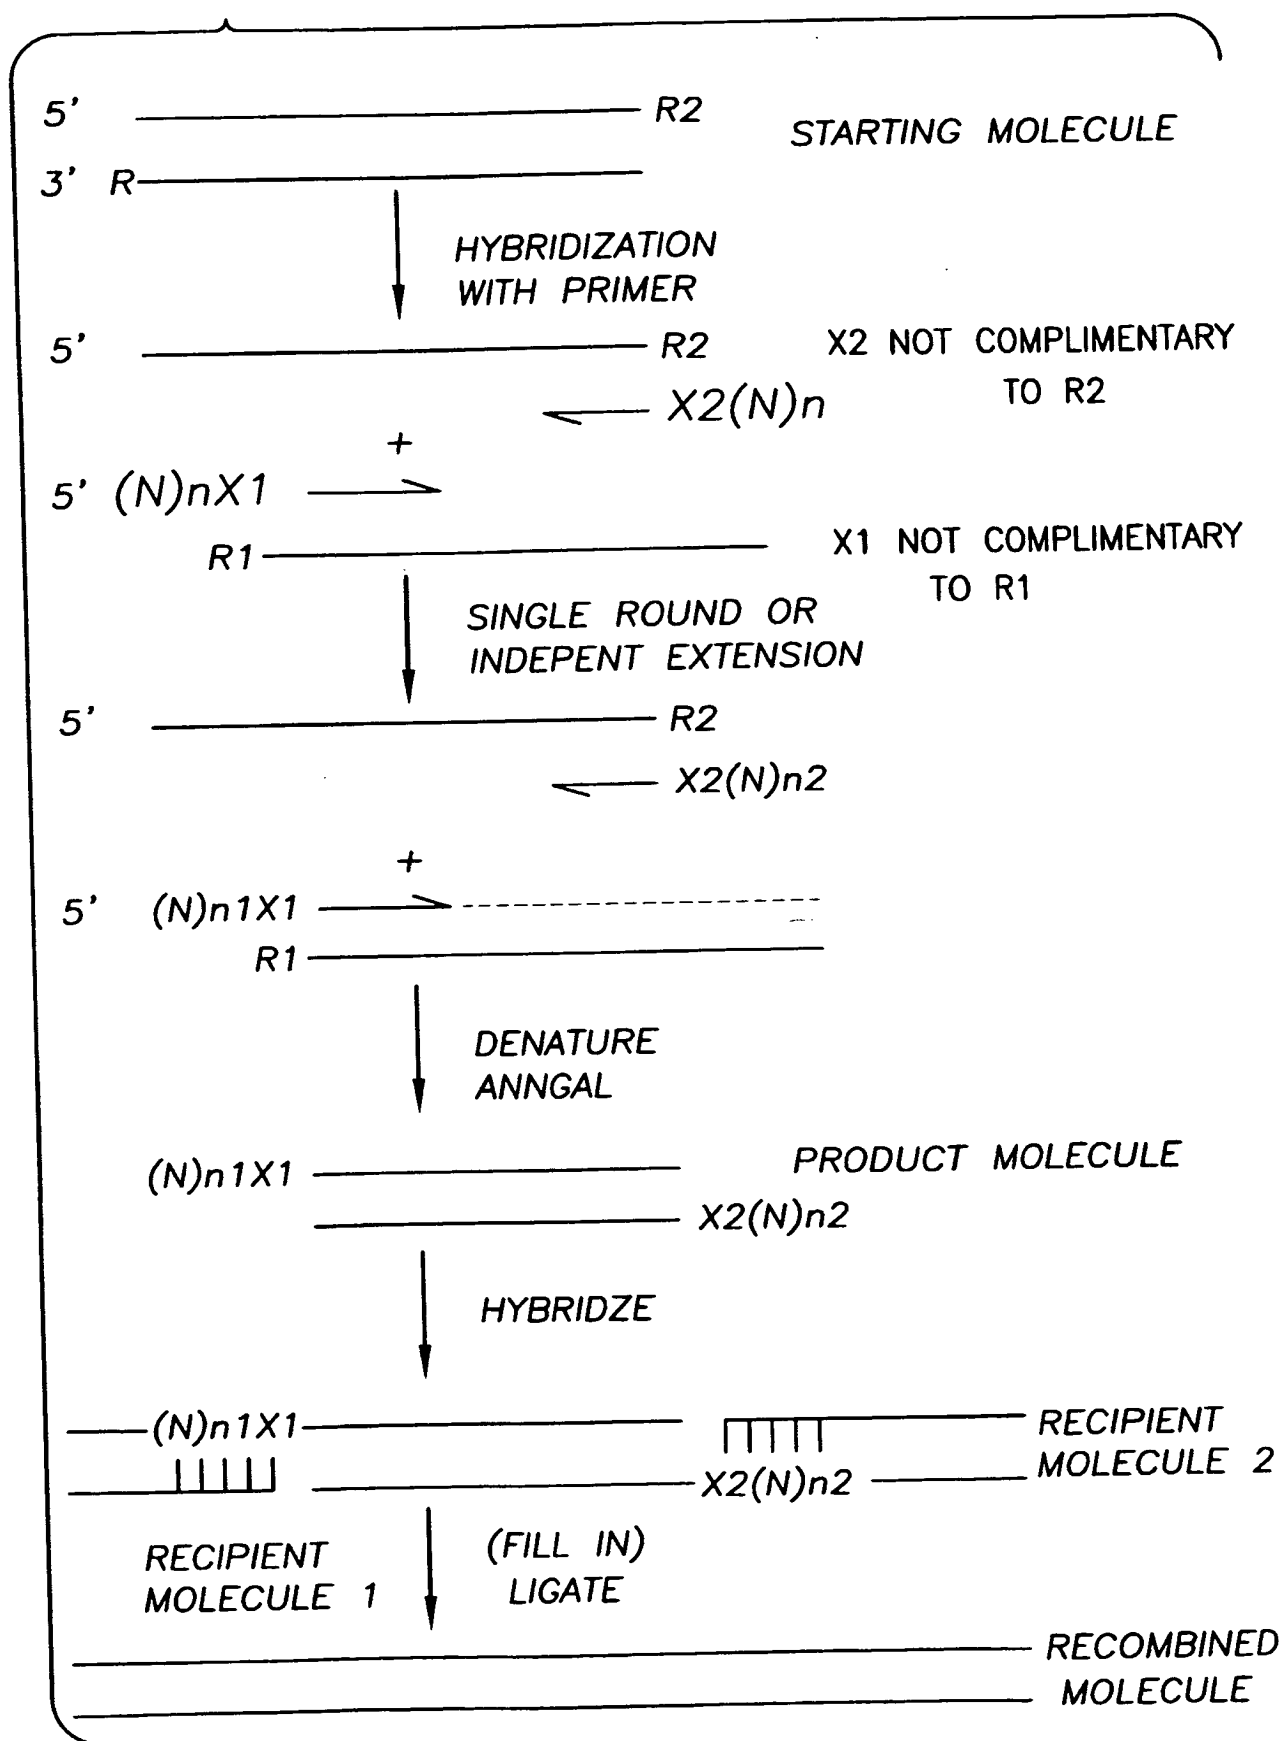 5' R2
STARTING MOLECULE
3' R
HYBRIDIZATION
WITH PRIMER
5' R2 X2 NOT COMPLIMENTARY
TO R2
X2(N)n
+
5' (N)nX1
R1 X1 NOT COMPLIMENTARY
TO R1
SINGLE ROUND OR
INDEPENT EXTENSION
5' R2
X2(N)n2
+
5' (N)n1X1
R1
DENATURE
ANNGAL
(N)n1X1 PRODUCT MOLECULE
X2(N)n2
HYBRIDZE
(N)n1X1 RECIPIENT
MOLECULE 2
X2(N)n2
RECIPIENT
MOLECULE 1
(FILL IN)
LIGATE
RECOMBINED
MOLECULE